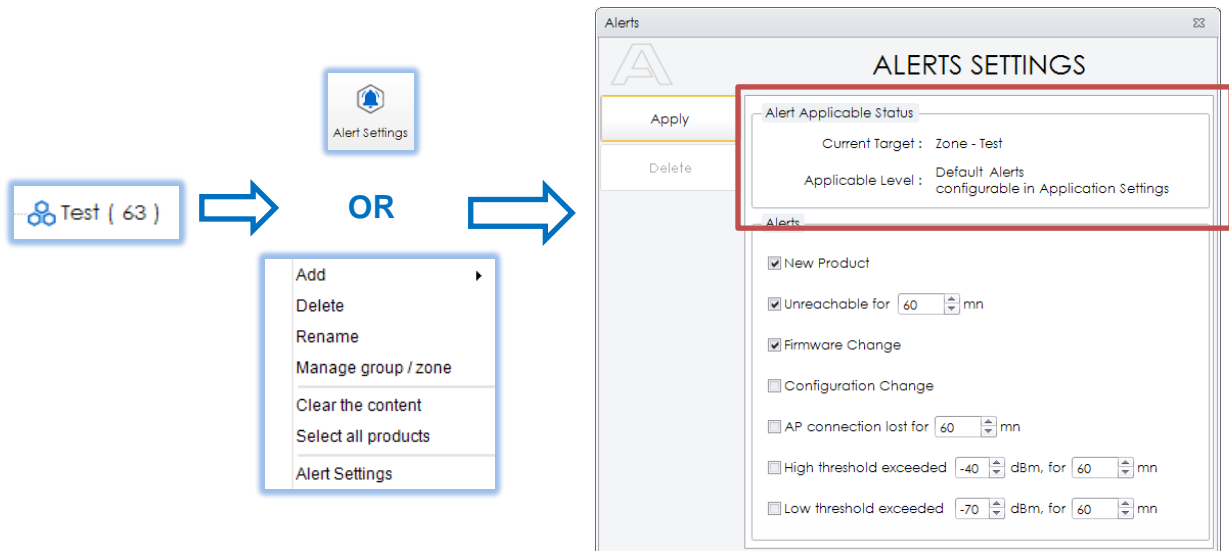 Test ( 63 )
Alert Settings
OR
Add
Delete
Rename
Manage group / zone
Clear the content
Select all products
Alert Settings
Alerts
A
ALERTS SETTINGS
Apply
Delete
Alert Applicable Status
Current Target : Zone - Test
Applicable Level : Default Alerts
configurable in Application Settings
Alerts
New Product
Unreachable for 60 mn
Firmware Change
Configuration Change
AP connection lost for 60 mn
High threshold exceeded -40 dBm, for 60 mn
Low threshold exceeded -70 dBm, for 60 mn